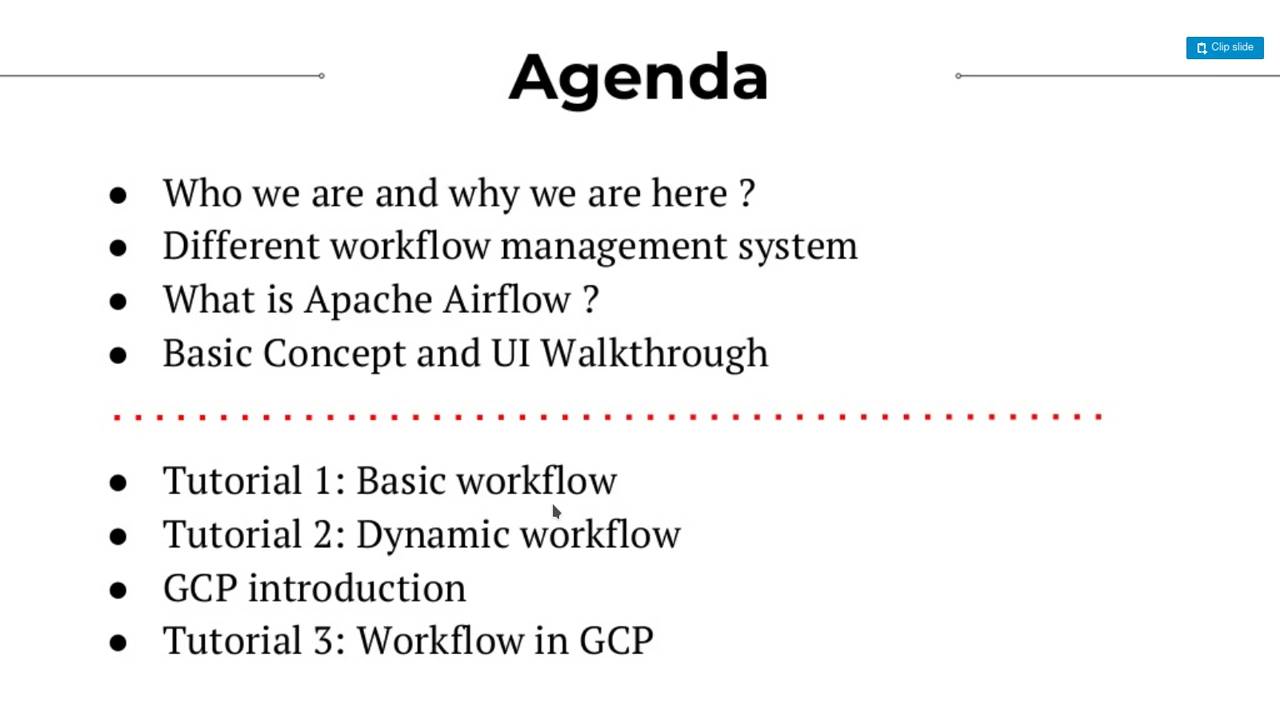 Clip slide
Agenda
● Who we are and why we are here ?
● Different workflow management system
● What is Apache Airflow ?
● Basic Concept and UI Walkthrough
● Tutorial 1: Basic workflow
● Tutorial 2: Dynamic workflow
● GCP introduction
● Tutorial 3: Workflow in GCP